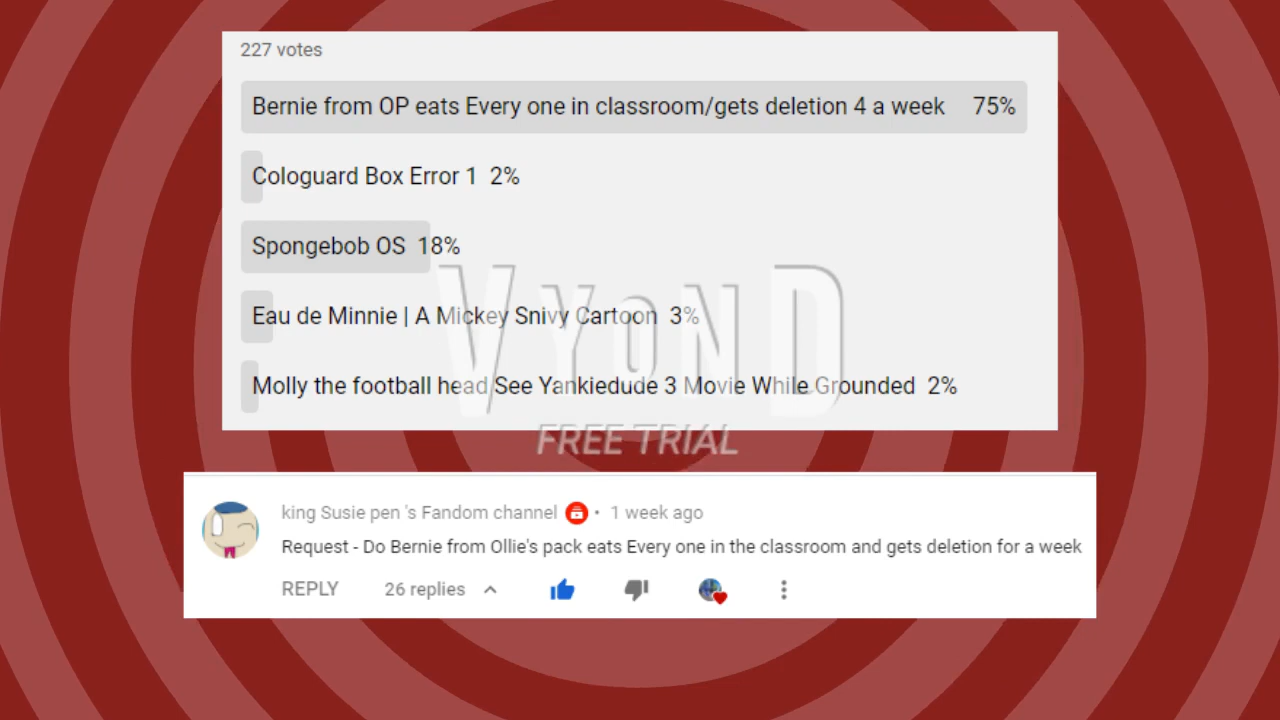 227 votes
Bernie from OP eats Every one in classroom/gets deletion 4 a week 75%
Cologuard Box Error 1 2%
Spongebob OS 18%
Eau de Minnie | A Mickey Snivy Cartoon 3%
Molly the football head See Yankiedude 3 Movie While Grounded 2%
VYOND
FREE TRIAL
king Susie pen 's Fandom channel • 1 week ago
Request - Do Bernie from Ollie's pack eats Every one in the classroom and gets deletion for a week
REPLY 26 replies